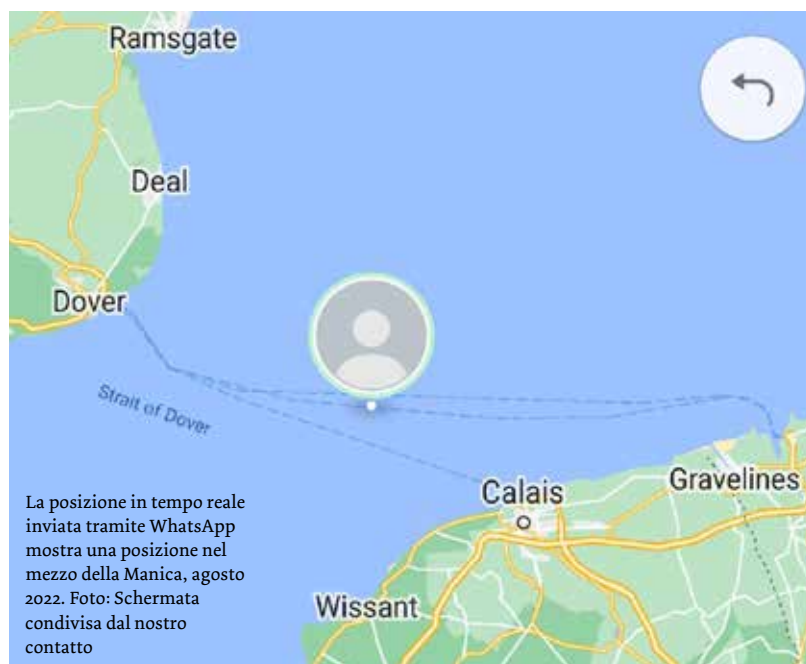 Ramsgate
Deal
Dover
Strait of Dover
Calais
Gravelines
Wissant
La posizione in tempo reale
inviata tramite WhatsApp
mostra una posizione nel
mezzo della Manica, agosto
2022. Foto: Schermata
condivisa dal nostro
contatto